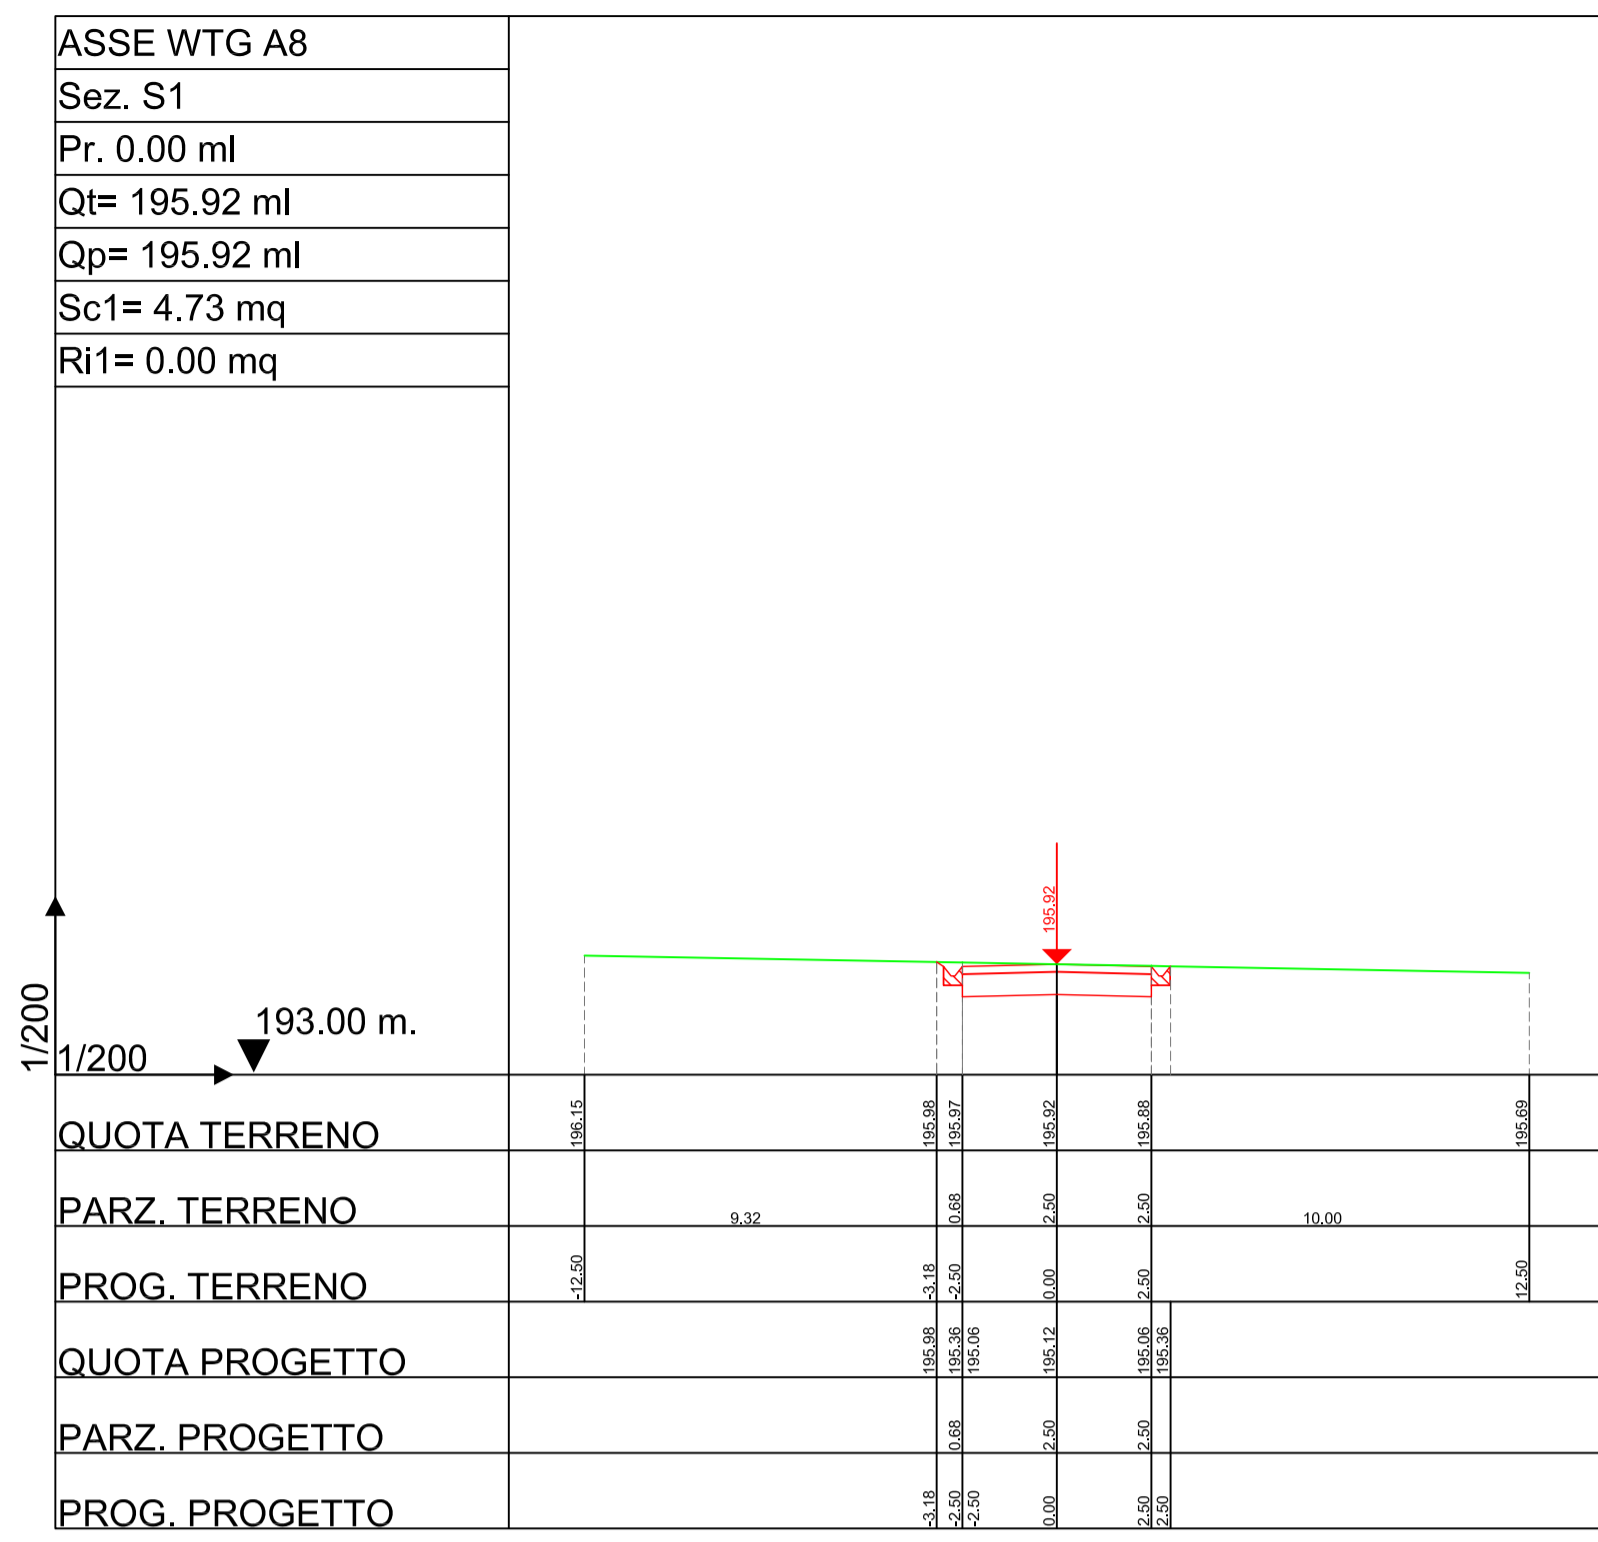 ASSE WTG A8
Sez. S1
Pr. 0.00 ml
Qt= 195.92 ml
Qp= 195.92 ml
Sc1= 4.73 mq
Ri1= 0.00 mq
195.92
193.00 m.
1/200
1/200
QUOTA TERRENO 196.15 195.98 195.97 195.92 195.88 195.69
PARZ. TERRENO 9.32 0.68 2.50 2.50 10.00
PROG. TERRENO -12.50 -3.18 -2.50 0.00 2.50 12.50
QUOTA PROGETTO 195.98 195.36 195.06 195.12 195.06 195.36
PARZ. PROGETTO 0.68 2.50 2.50
PROG. PROGETTO -3.18 -2.50 -2.50 0.00 2.50 2.50